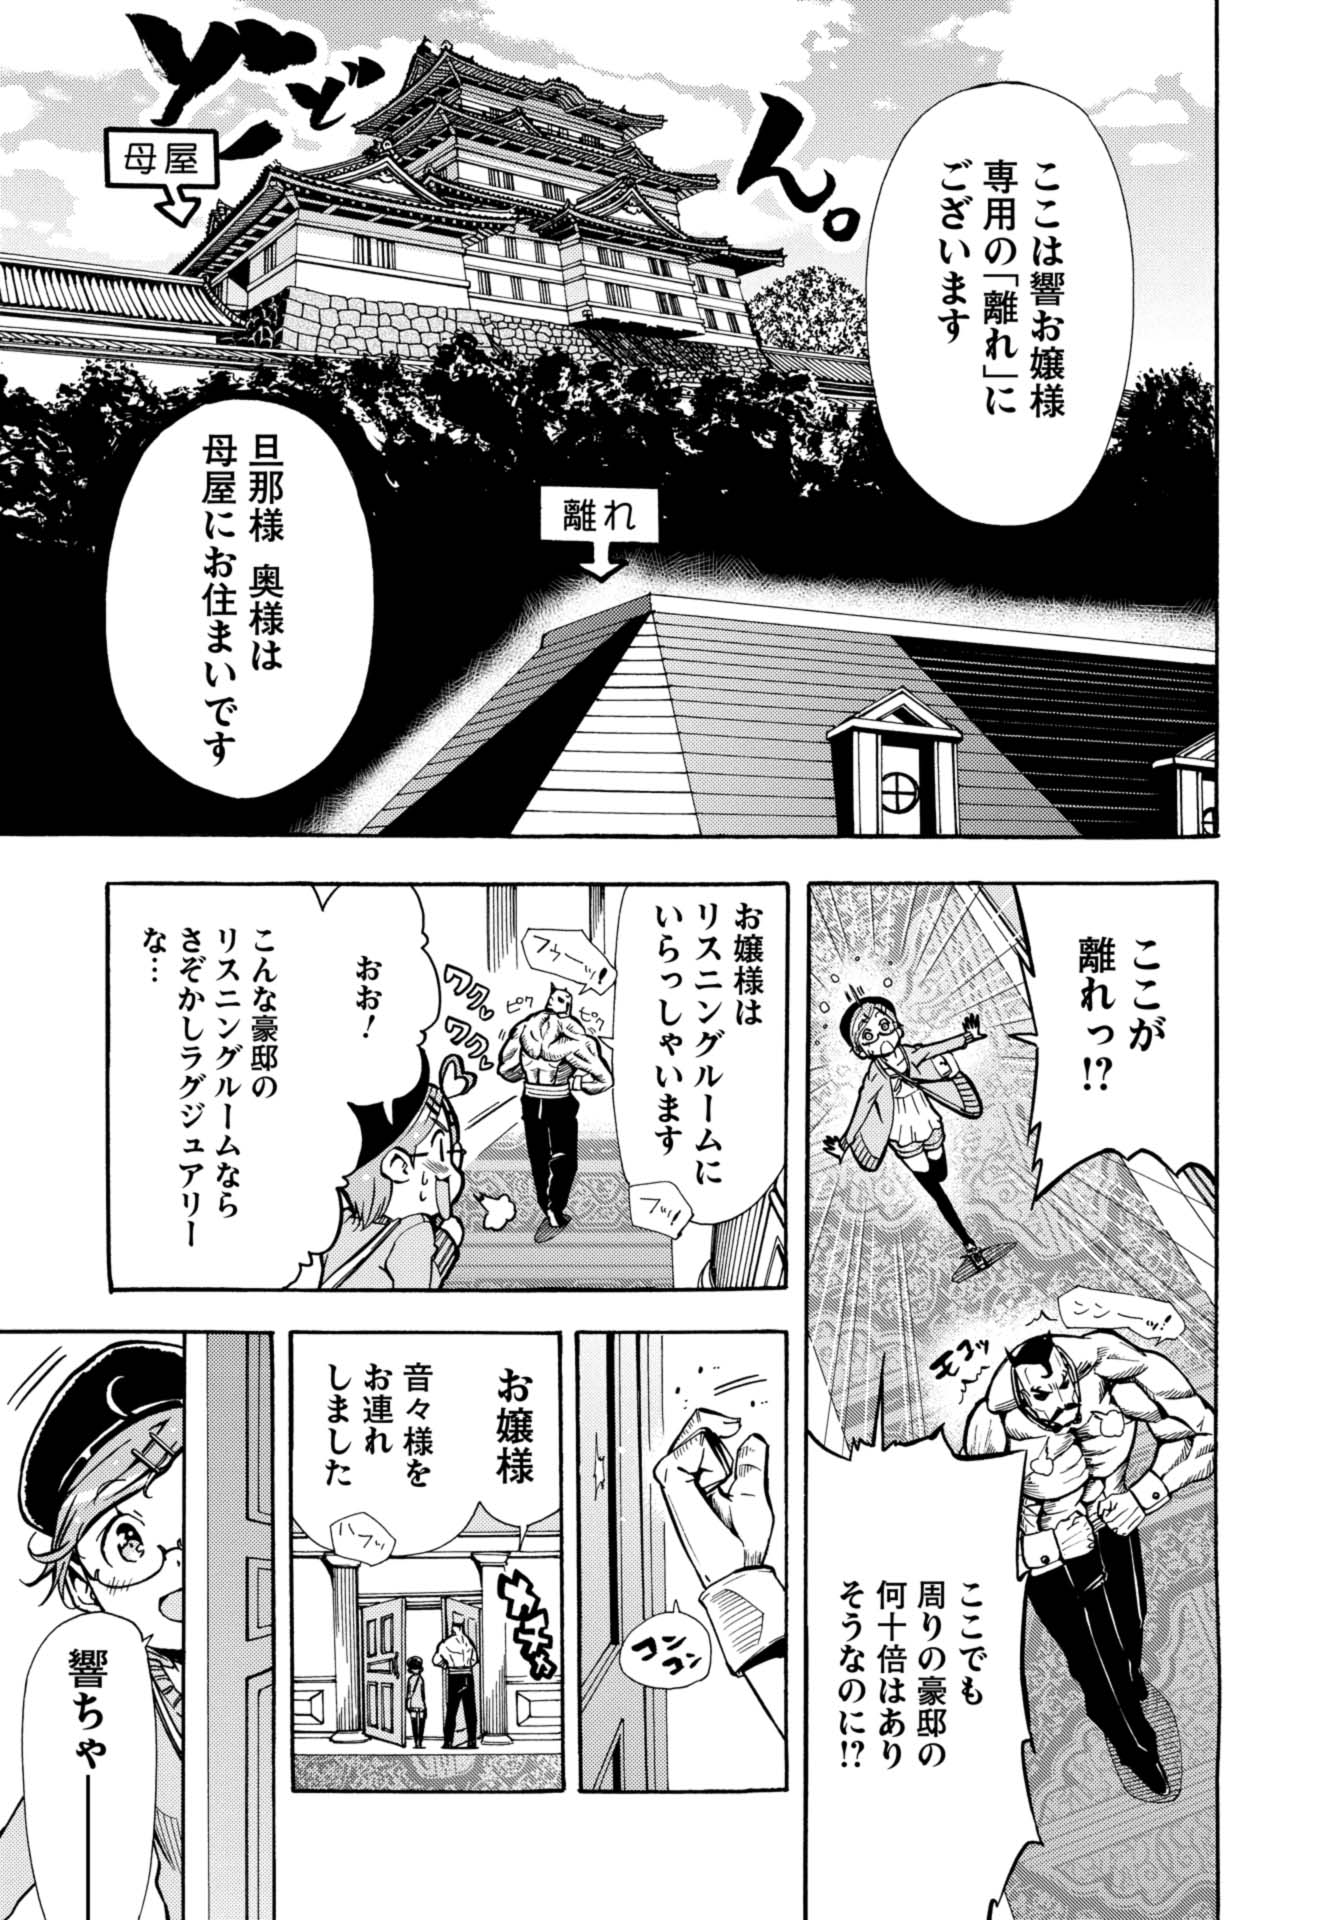 どどん。
母屋
ここは響お嬢様
専用の「離れ」に
ございます
離れ
旦那様 奥様は
母屋にお住まいです
ここが
離れっ!?
フンンーッ!!
モコッ
ここでも
周りの豪邸の
何十倍はあり
そうなのに!?
お嬢様は
リスニングルームに
いらっしゃいます
フウーッ!!
フッ!!
ピク
ピク
ワク
ワク
おお!
こんな豪邸の
リスニングルームなら
さぞかしラグジュアリー
な…
コンコン
コン
お嬢様
音々様を
お連れ
しました
ハフッ!
ガチャ
響ちゃ──